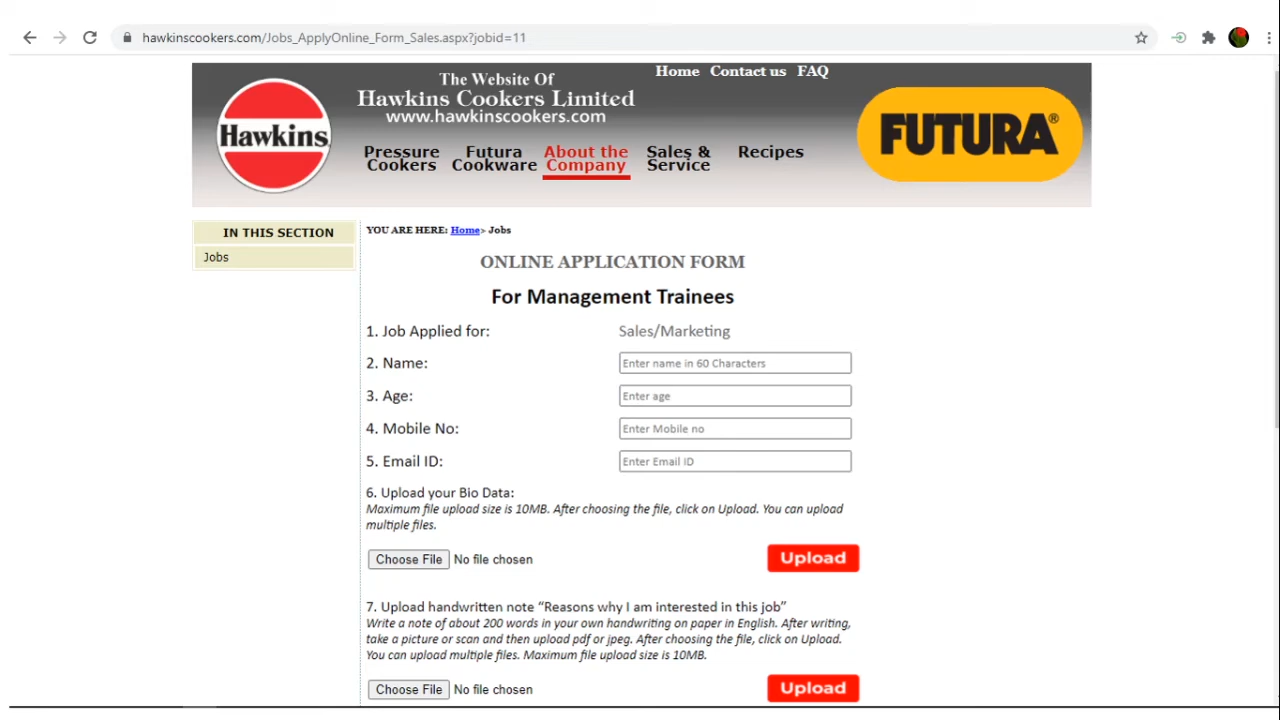 hawkinscookers.com/Jobs_ApplyOnline_Form_Sales.aspx?jobid=11
Home Contact us FAQ
The Website Of
Hawkins Cookers Limited
www.hawkinscookers.com
Hawkins
FUTURA®
Pressure Cookers
Futura Cookware
About the Company
Sales & Service
Recipes
IN THIS SECTION
Jobs
YOU ARE HERE: Home> Jobs
ONLINE APPLICATION FORM
For Management Trainees
1. Job Applied for: Sales/Marketing
2. Name: Enter name in 60 Characters
3. Age: Enter age
4. Mobile No: Enter Mobile no
5. Email ID: Enter Email ID
6. Upload your Bio Data:
Maximum file upload size is 10MB. After choosing the file, click on Upload. You can upload
multiple files.
Choose File No file chosen Upload
7. Upload handwritten note “Reasons why I am interested in this job”
Write a note of about 200 words in your own handwriting on paper in English. After writing,
take a picture or scan and then upload pdf or jpeg. After choosing the file, click on Upload.
You can upload multiple files. Maximum file upload size is 10MB.
Choose File No file chosen Upload